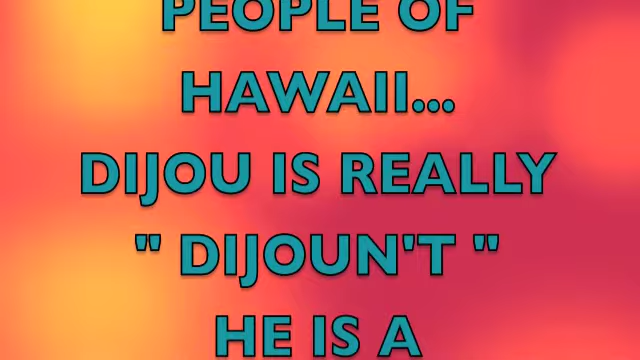 PEOPLE OF
HAWAII...
DIJOU IS REALLY
" DIJOUN'T "
HE IS A